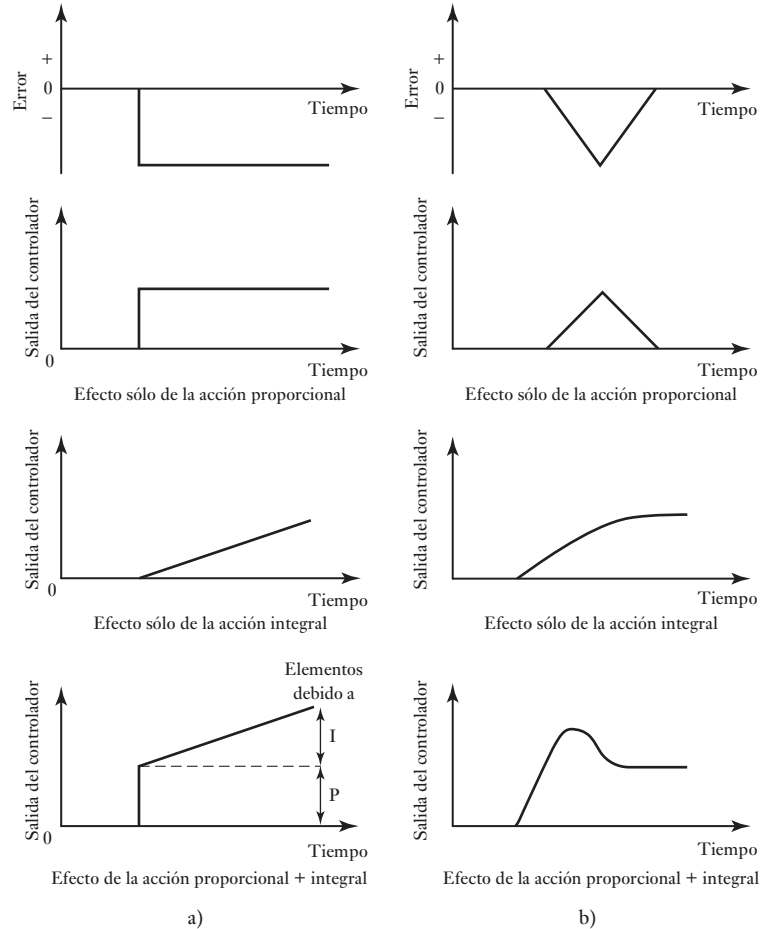 Error
+
0
−
Tiempo
Salida del controlador
0
Tiempo
Efecto sólo de la acción proporcional
Salida del controlador
0
Tiempo
Efecto sólo de la acción integral
Salida del controlador
0
Elementos
debido a
I
P
Tiempo
Efecto de la acción proporcional + integral
a)
Error
+
0
−
Tiempo
Salida del controlador
Tiempo
Efecto sólo de la acción proporcional
Salida del controlador
Tiempo
Efecto sólo de la acción integral
Salida del controlador
Tiempo
Efecto de la acción proporcional + integral
b)